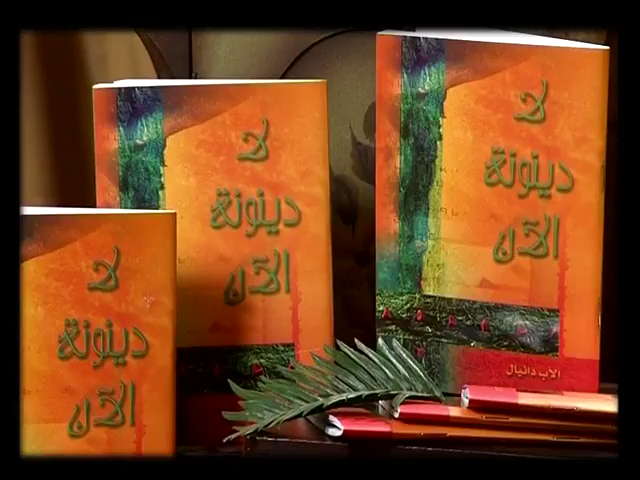 لا
دينونة
الآن
الأب دانيال
لا
دينونة
الآن
لا
دينونة
الآن